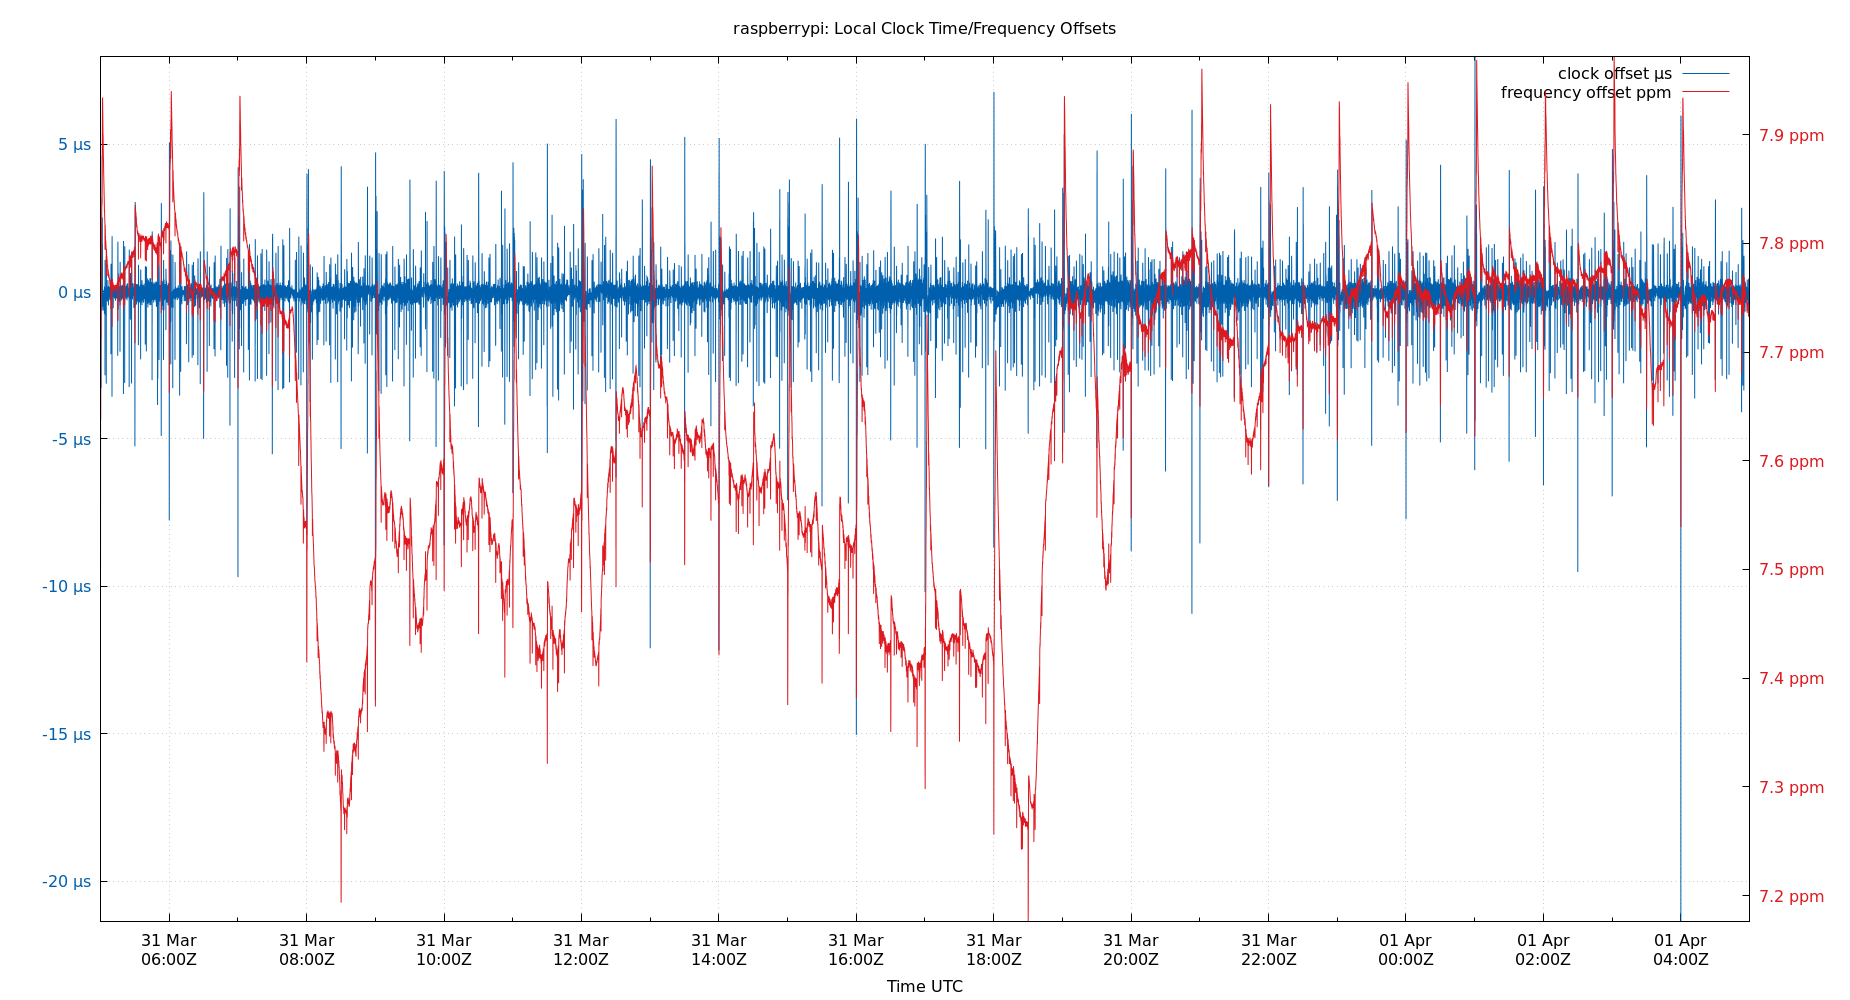 raspberrypi: Local Clock Time/Frequency Offsets
clock offset µs
frequency offset ppm
5 µs
0 µs
-5 µs
-10 µs
-15 µs
-20 µs
7.9 ppm
7.8 ppm
7.7 ppm
7.6 ppm
7.5 ppm
7.4 ppm
7.3 ppm
7.2 ppm
31 Mar 31 Mar 31 Mar 31 Mar 31 Mar 31 Mar 31 Mar 31 Mar 31 Mar 01 Apr 01 Apr 01 Apr
06:00Z 08:00Z 10:00Z 12:00Z 14:00Z 16:00Z 18:00Z 20:00Z 22:00Z 00:00Z 02:00Z 04:00Z
Time UTC